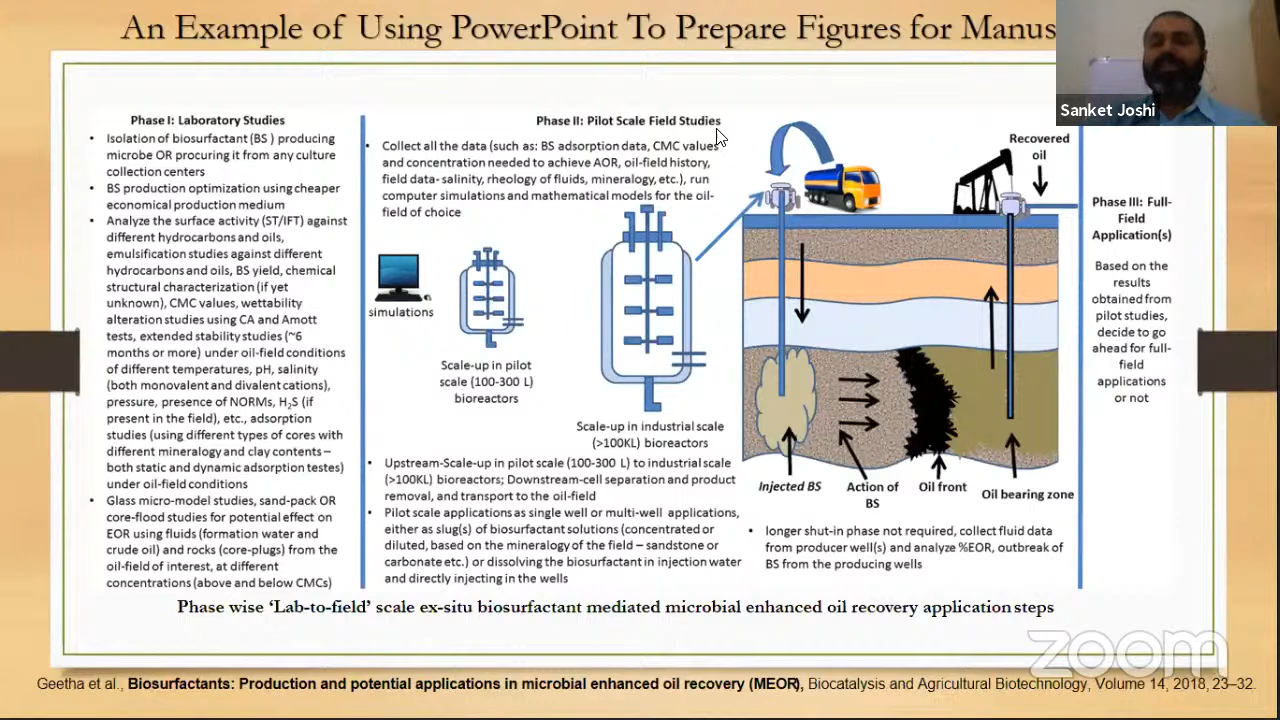 An Example of Using PowerPoint To Prepare Figures for Manus
Sanket Joshi
Phase I: Laboratory Studies
• Isolation of biosurfactant (BS ) producing
microbe OR procuring it from any culture
collection centers
• BS production optimization using cheaper
economical production medium
• Analyze the surface activity (ST/IFT) against
different hydrocarbons and oils,
emulsification studies against different
hydrocarbons and oils, BS yield, chemical
structural characterization (if yet
unknown), CMC values, wettability
alteration studies using CA and Amott
tests, extended stability studies (~6
months or more) under oil-field conditions
of different temperatures, pH, salinity
(both monovalent and divalent cations),
pressure, presence of NORMs, H₂S (if
present in the field), etc., adsorption
studies (using different types of cores with
different mineralogy and clay contents –
both static and dynamic adsorption testes)
under oil-field conditions
• Glass micro-model studies, sand-pack OR
core-flood studies for potential effect on
EOR using fluids (formation water and
crude oil) and rocks (core-plugs) from the
oil-field of interest, at different
concentrations (above and below CMCs)
Phase II: Pilot Scale Field Studies
• Collect all the data (such as: BS adsorption data, CMC values
and concentration needed to achieve AOR, oil-field history,
field data- salinity, rheology of fluids, mineralogy, etc.), run
computer simulations and mathematical models for the oil-
field of choice
simulations
Scale-up in pilot
scale (100-300 L)
bioreactors
Scale-up in industrial scale
(>100KL) bioreactors
• Upstream-Scale-up in pilot scale (100-300 L) to industrial scale
(>100KL) bioreactors; Downstream-cell separation and product
removal, and transport to the oil-field
• Pilot scale applications as single well or multi-well applications,
either as slug(s) of biosurfactant solutions (concentrated or
diluted, based on the mineralogy of the field – sandstone or
carbonate etc.) or dissolving the biosurfactant in injection water
and directly injecting in the wells
Recovered
oil
Injected BS
Action of
BS
Oil front
Oil bearing zone
• longer shut-in phase not required, collect fluid data
from producer well(s) and analyze %EOR, outbreak of
BS from the producing wells
Phase III: Full-
Field
Application(s)
Based on the
results
obtained from
pilot studies,
decide to go
ahead for full-
field
applications
or not
Phase wise ‘Lab-to-field’ scale ex-situ biosurfactant mediated microbial enhanced oil recovery application steps
zoom
Geetha et al., Biosurfactants: Production and potential applications in microbial enhanced oil recovery (MEOR), Biocatalysis and Agricultural Biotechnology, Volume 14, 2018, 23–32.